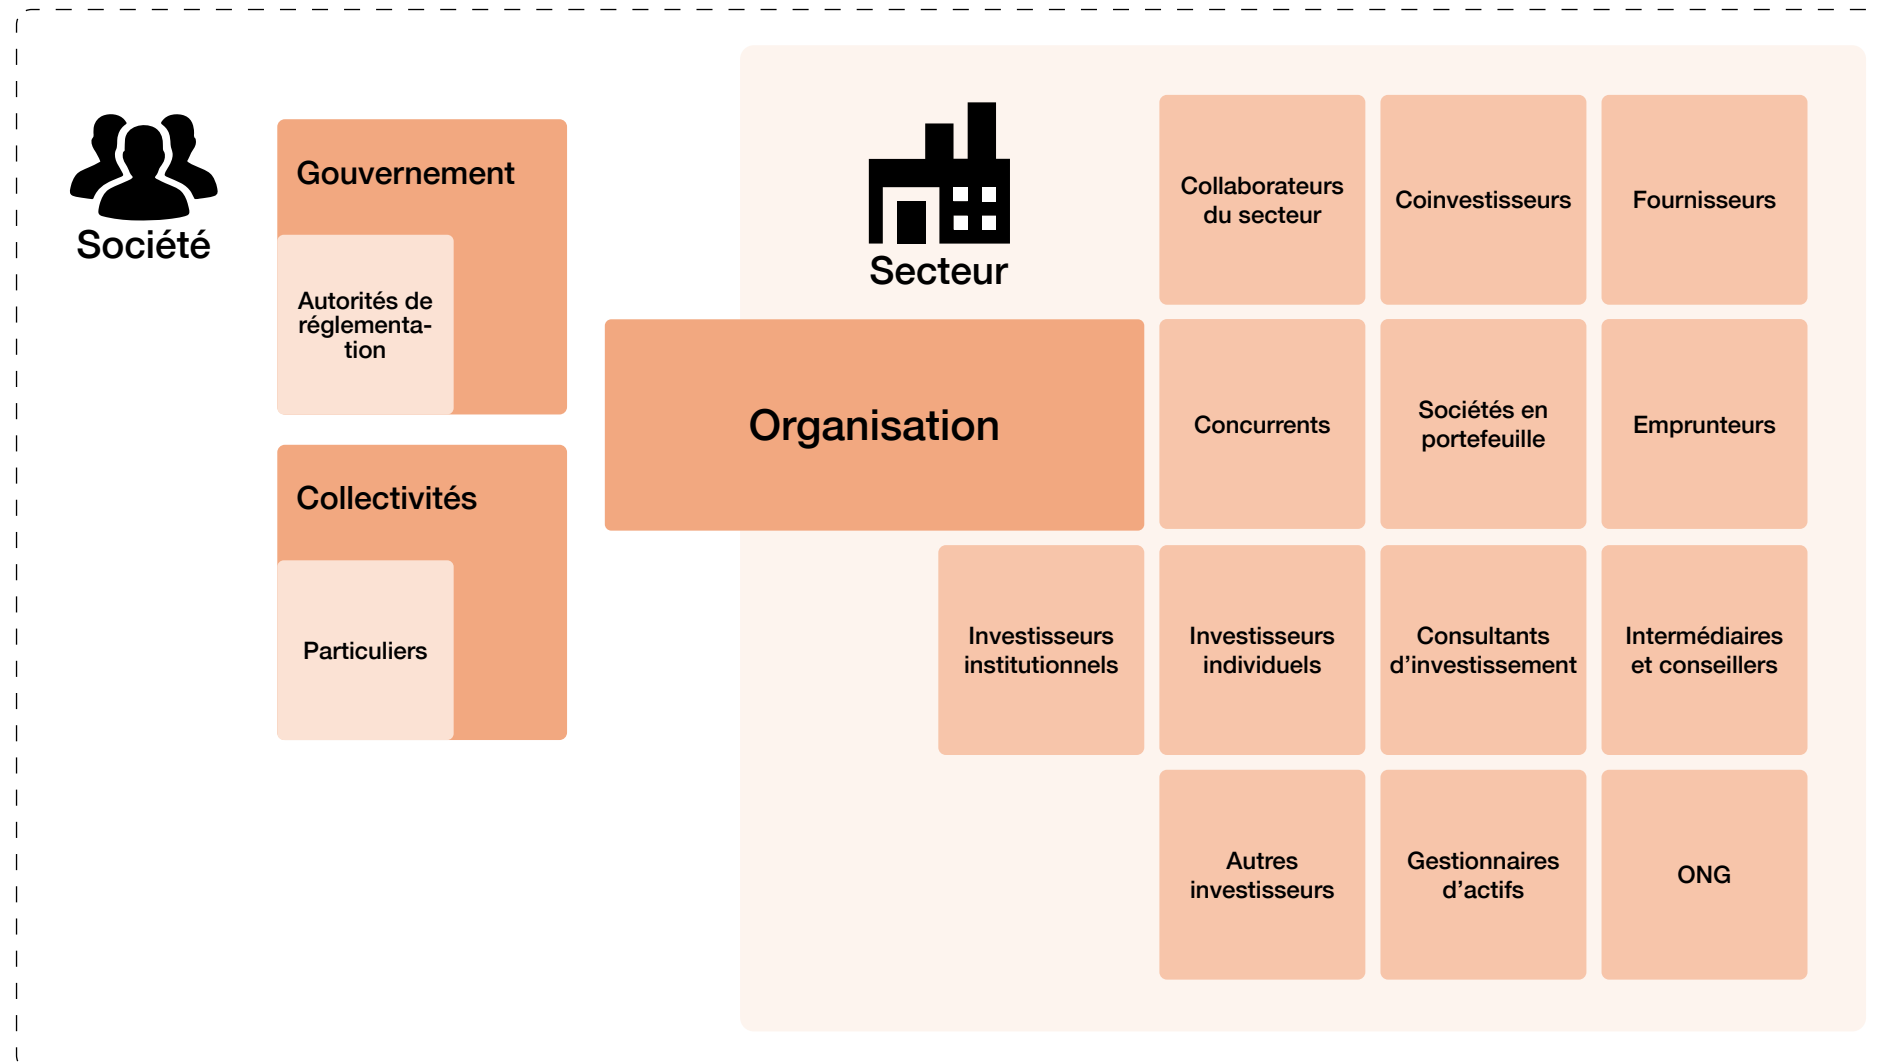 Société
Gouvernement
Autorités de
réglementa-
tion
Collectivités
Particuliers
Secteur
Organisation
Collaborateurs
du secteur
Coinvestisseurs
Fournisseurs
Concurrents
Sociétés en
portefeuille
Emprunteurs
Investisseurs
institutionnels
Investisseurs
individuels
Consultants
d’investissement
Intermédiaires
et conseillers
Autres
investisseurs
Gestionnaires
d’actifs
ONG